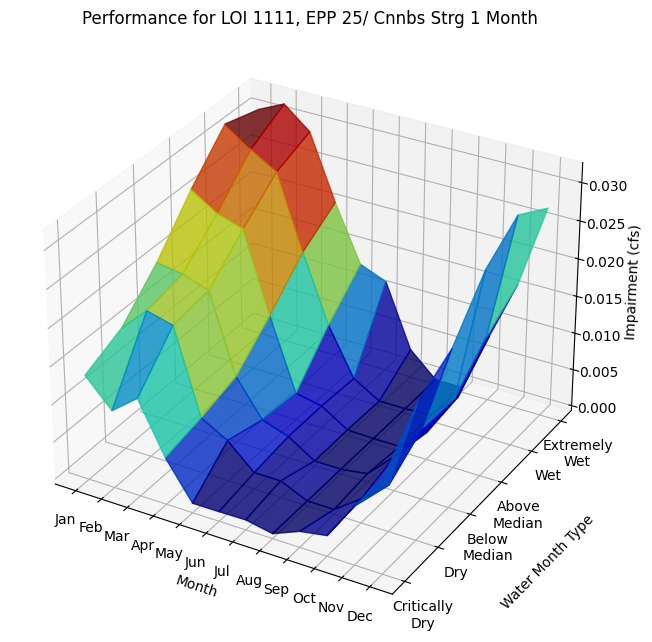 Performance for LOI 1111, EPP 25/ Cnnbs Strg 1 Month
0.030
0.025
0.020
0.015
0.010
0.005
0.000
Impairment (cfs)
Extremely
Wet
Wet
Above
Median
Below
Median
Dry
Critically
Dry
Water Month Type
Jan
Feb
Mar
Apr
May
Jun
Jul
Aug
Sep
Oct
Nov
Dec
Month